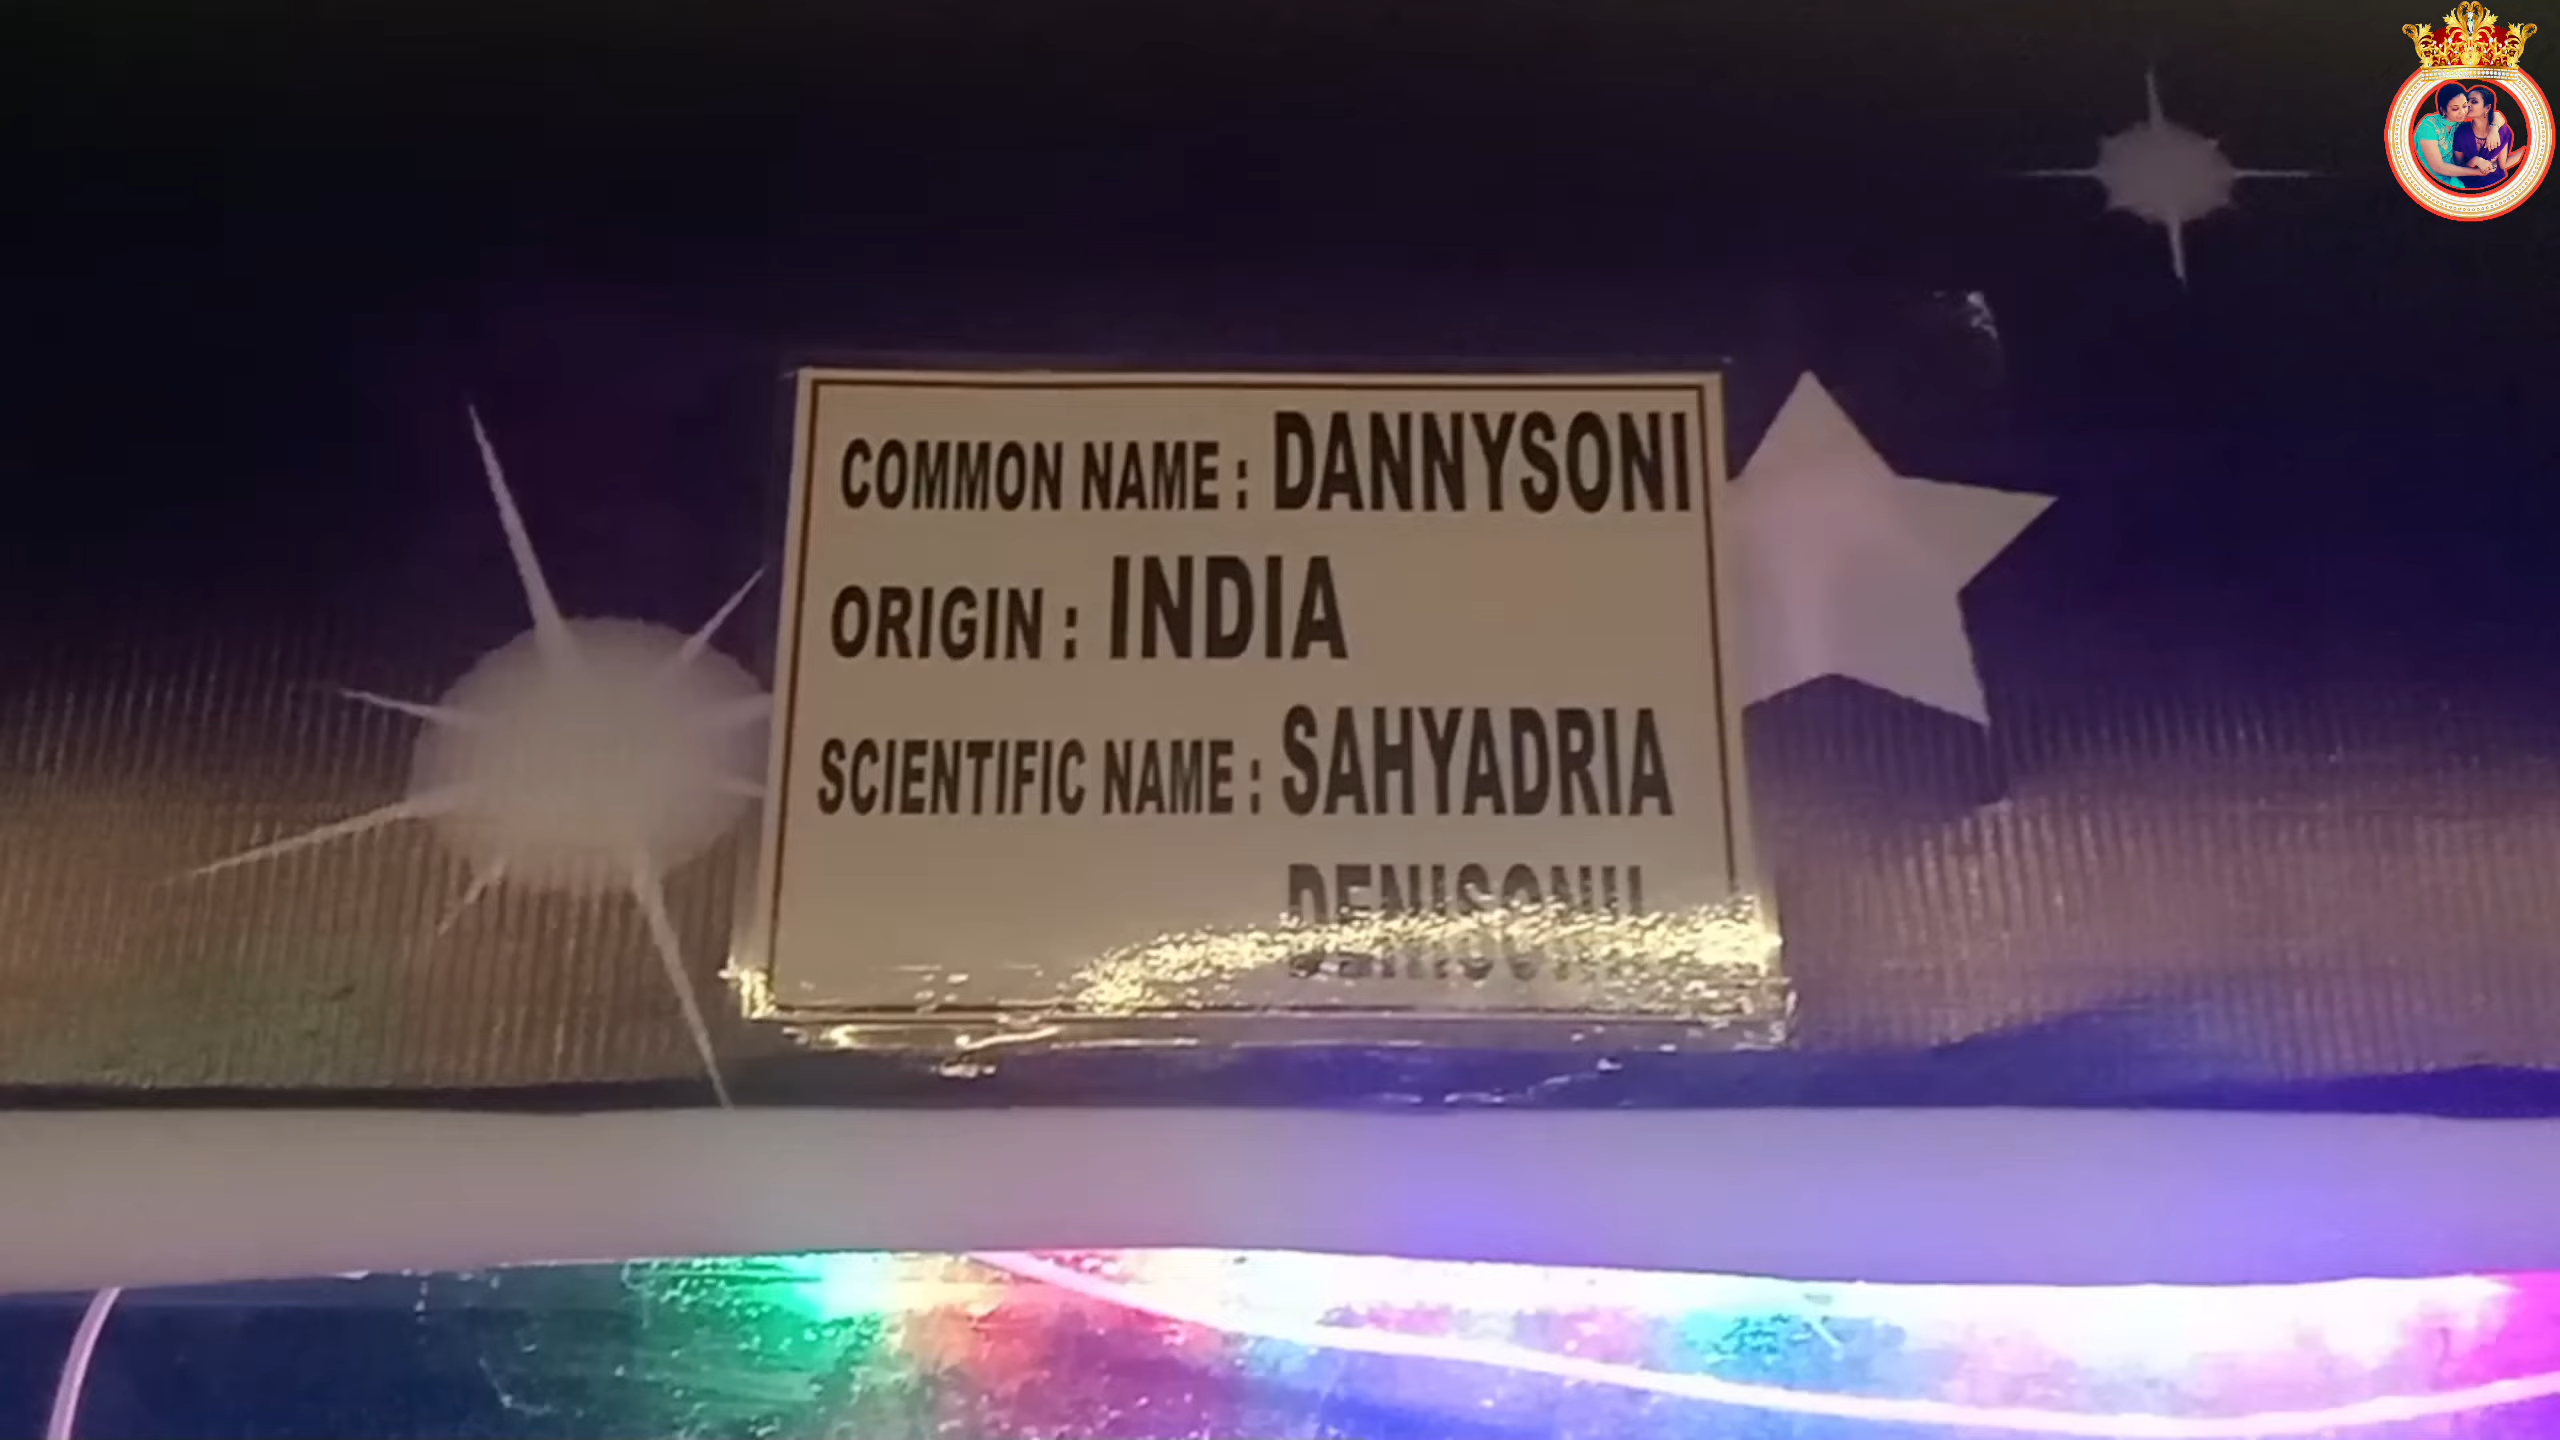 COMMON NAME : DANNYSONI
ORIGIN : INDIA
SCIENTIFIC NAME : SAHYADRIA
DENISONII